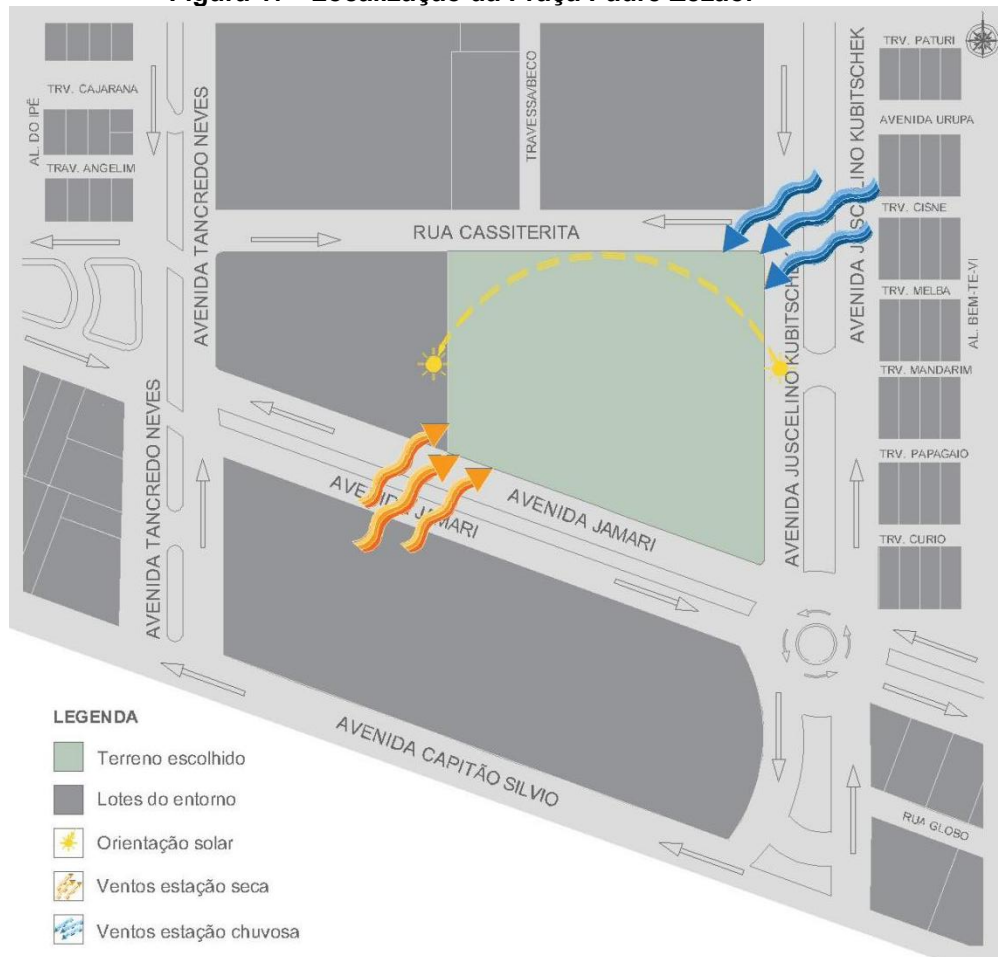 TRV. PATURI
TRV. CAJARANA
AL. DO IPÊ
AVENIDA TANCREDO NEVES
TRAVESSA/BECO
AVENIDA JUSCELINO KUBITSCHEK
AVENIDA URUPA
TRAV. ANGELIM
TRV. CISNE
RUA CASSITERITA
AVENIDA JUSCELINO KUBITSCHEK
TRV. MELBA
AL. BEM-TE-VI
TRV. MANDARIM
AVENIDA TANCREDO NEVES
TRV. PAPAGAIO
AVENIDA JAMARI
AVENIDA JAMARI
TRV. CURIO
AVENIDA CAPITÃO SILVIO
RUA GLOBO
LEGENDA
Terreno escolhido
Lotes do entorno
Orientação solar
Ventos estação seca
Ventos estação chuvosa